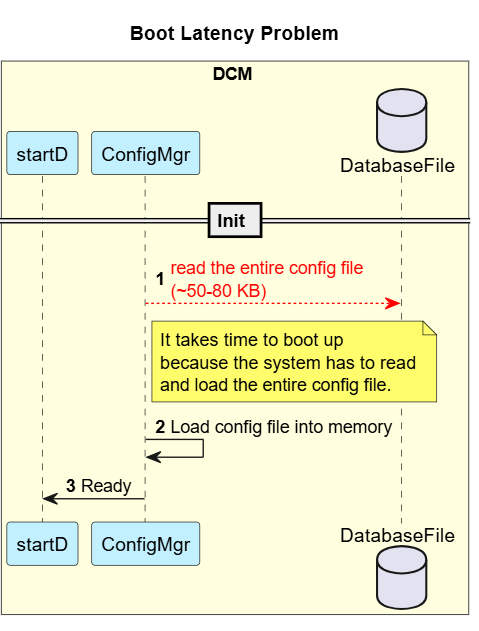 Boot Latency Problem
DCM
startD
ConfigMgr
DatabaseFile
Init
1 read the entire config file
(~50-80 KB)
It takes time to boot up
because the system has to read
and load the entire config file.
2 Load config file into memory
3 Ready
startD
ConfigMgr
DatabaseFile